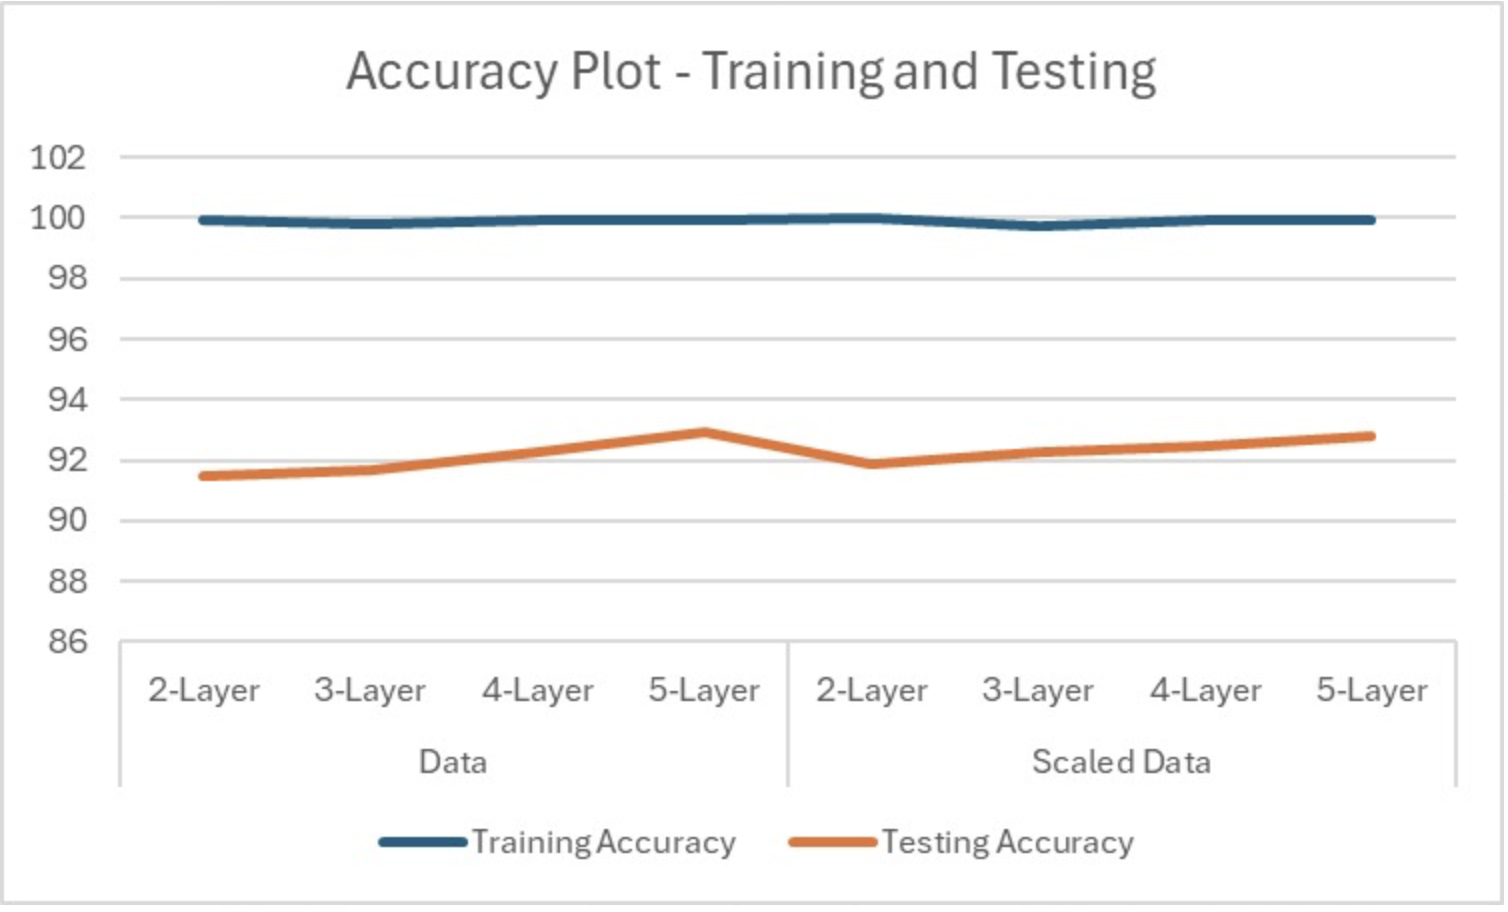 Accuracy Plot - Training and Testing
102
100
98
96
94
92
90
88
86
2-Layer 3-Layer 4-Layer 5-Layer 2-Layer 3-Layer 4-Layer 5-Layer
Data Scaled Data
Training Accuracy Testing Accuracy